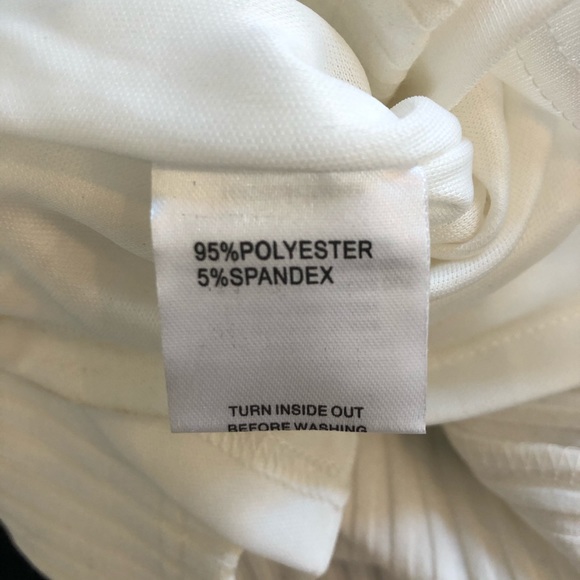 95%POLYESTER
5%SPANDEX
TURN INSIDE OUT
BEFORE WASHING